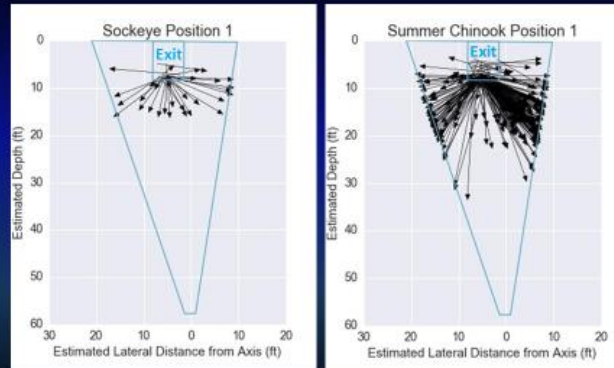 Sockeye Position 1
Exit
0
10
20
30
40
50
60
Estimated Depth (ft)
30 20 10 0 10 20
Estimated Lateral Distance from Axis (ft)
Summer Chinook Position 1
Exit
0
10
20
30
40
50
60
Estimated Depth (ft)
30 20 10 0 10 20
Estimated Lateral Distance from Axis (ft)